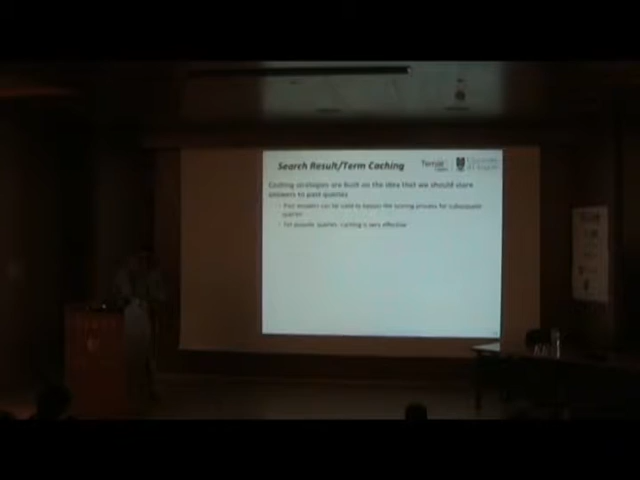 Search Result/Term Caching
Terrier
University
Caching strategies are built on the idea that we should store
answers to past queries
Past answers can be used to bypass the scoring process for subsequent
queries
For popular queries, caching is very effective